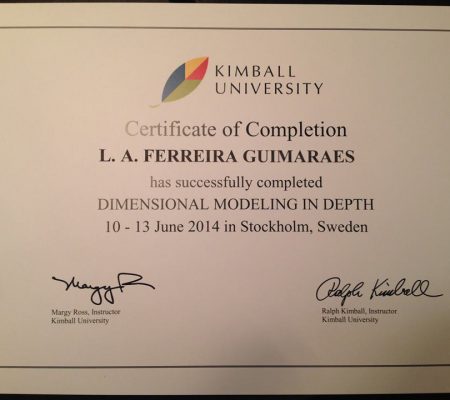 KIMBALL
UNIVERSITY
Certificate of Completion
L. A. FERREIRA GUIMARAES
has successfully completed
DIMENSIONAL MODELING IN DEPTH
10 - 13 June 2014 in Stockholm, Sweden
Margy R
Margy Ross, Instructor
Kimball University
Ralph Kimball
Ralph Kimball, Instructor
Kimball University